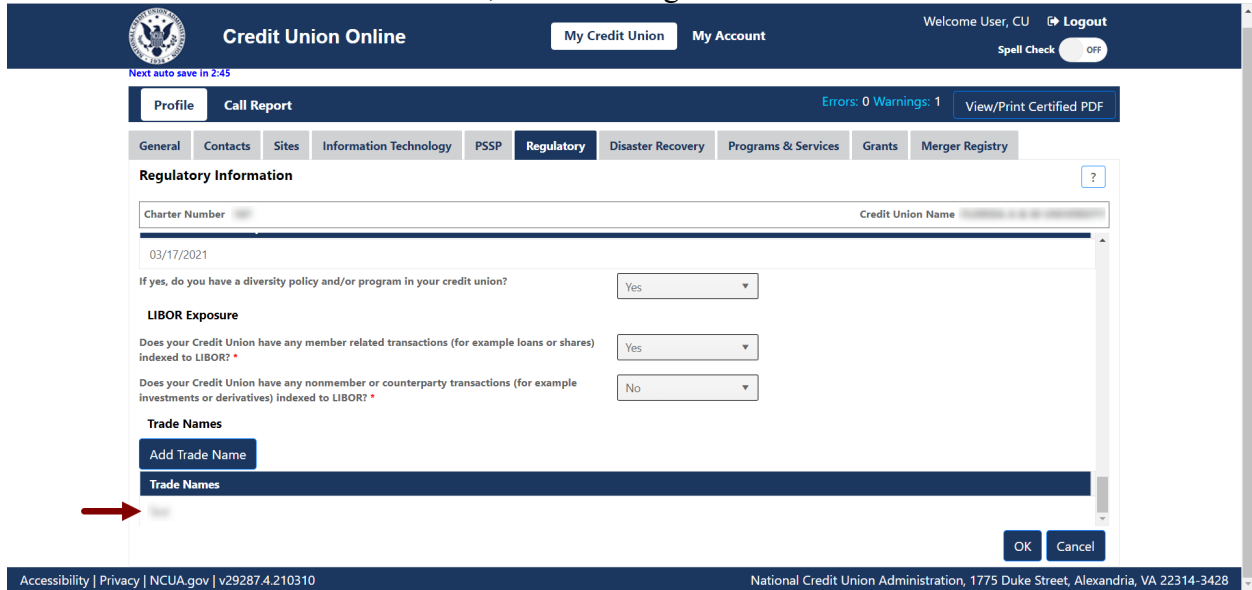 Credit Union Online
My Credit Union
My Account
Welcome User, CU
Logout
Spell Check
OFF
Next auto save in 2:45
Profile
Call Report
Errors: 0 Warnings: 1
View/Print Certified PDF
General
Contacts
Sites
Information Technology
PSSP
Regulatory
Disaster Recovery
Programs & Services
Grants
Merger Registry
Regulatory Information
?
Charter Number
Credit Union Name
03/17/2021
If yes, do you have a diversity policy and/or program in your credit union?
Yes
LIBOR Exposure
Does your Credit Union have any member related transactions (for example loans or shares)
indexed to LIBOR? *
Yes
Does your Credit Union have any nonmember or counterparty transactions (for example
investments or derivatives) indexed to LIBOR? *
No
Trade Names
Add Trade Name
Trade Names
OK
Cancel
Accessibility | Privacy | NCUA.gov | v29287.4.210310
National Credit Union Administration, 1775 Duke Street, Alexandria, VA 22314-3428